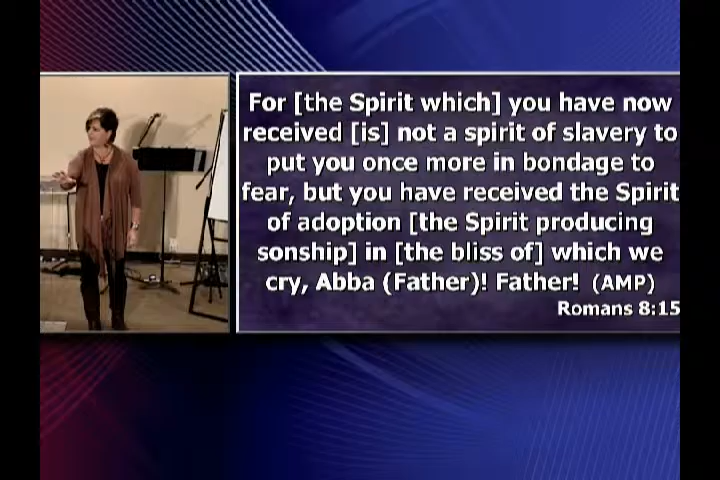 For [the Spirit which] you have now
received [is] not a spirit of slavery to
put you once more in bondage to
fear, but you have received the Spirit
of adoption [the Spirit producing
sonship] in [the bliss of] which we
cry, Abba (Father)! Father! (AMP)
Romans 8:15